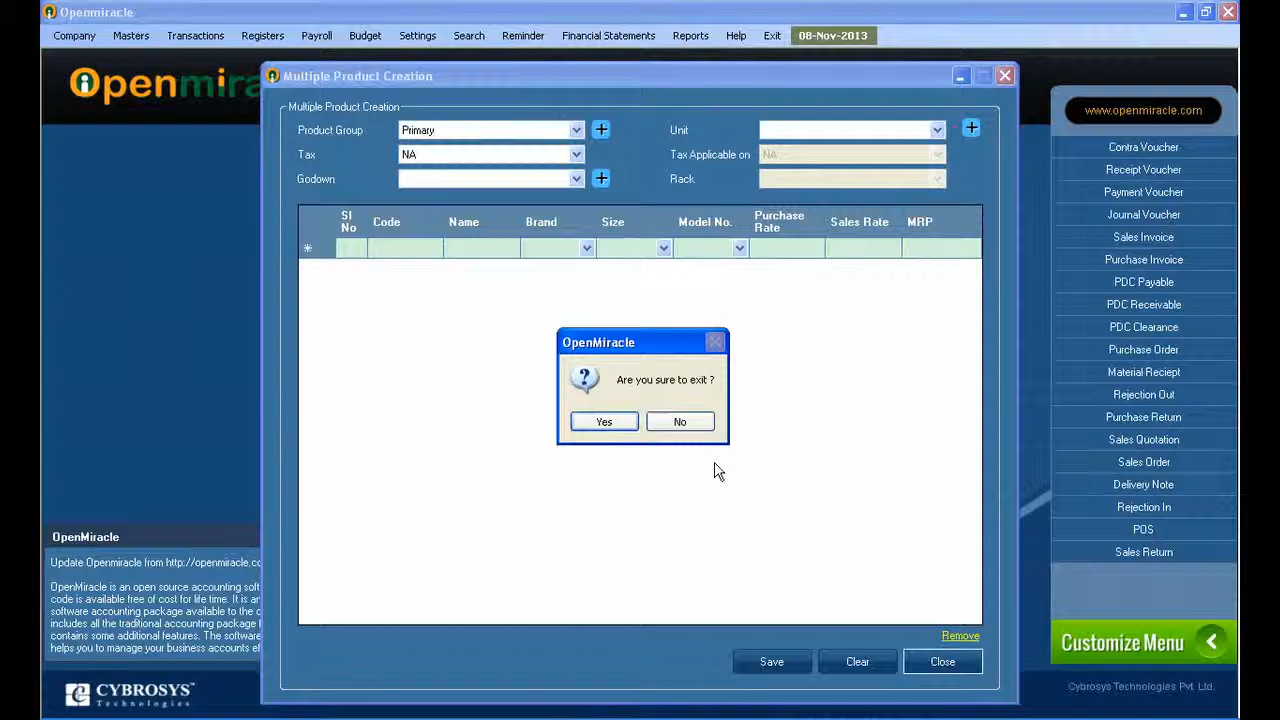 Openmiracle
Company Masters Transactions Registers Payroll Budget Settings Search Reminder Financial Statements Reports Help Exit 08-Nov-2013
Openmira
Multiple Product Creation
Multiple Product Creation
Product Group Primary Unit
Tax NA Tax Applicable on NA
Godown Rack
Sl No Code Name Brand Size Model No. Purchase Rate Sales Rate MRP
*
OpenMiracle
Are you sure to exit ?
Yes No
Remove
Save Clear Close
www.openmiracle.com
Contra Voucher
Receipt Voucher
Payment Voucher
Journal Voucher
Sales Invoice
Purchase Invoice
PDC Payable
PDC Receivable
PDC Clearance
Purchase Order
Material Reciept
Rejection Out
Purchase Return
Sales Quotation
Sales Order
Delivery Note
Rejection In
POS
Sales Return
Customize Menu
Cybrosys Technologies Pvt. Ltd.
OpenMiracle
Update Openmiracle from http://openmiracle.co
OpenMiracle is an open source accounting soft
code is available free of cost for life time. It is an
software accounting package available to the c
includes all the traditional accounting package
contains some additional features. The software
helps you to manage your business accounts ef
CYBROSYS™
Technologies